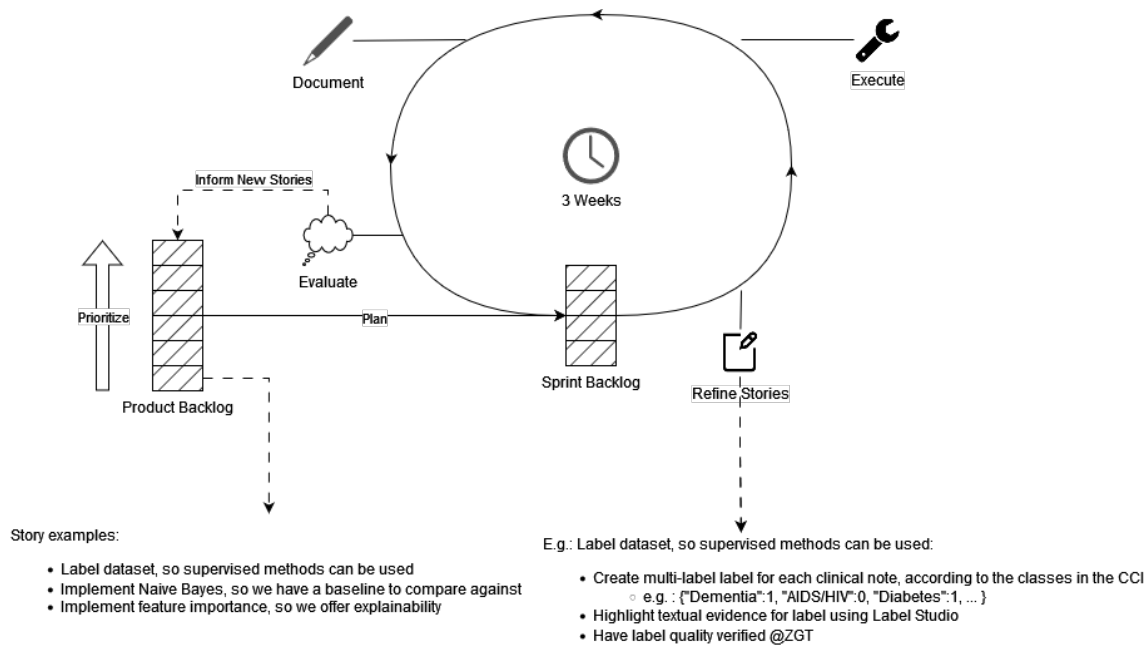 Document
Execute
3 Weeks
Inform New Stories
Evaluate
Prioritize
Plan
Product Backlog
Sprint Backlog
Refine Stories
Story examples:
• Label dataset, so supervised methods can be used
• Implement Naive Bayes, so we have a baseline to compare against
• Implement feature importance, so we offer explainability
E.g.: Label dataset, so supervised methods can be used:
• Create multi-label label for each clinical note, according to the classes in the CCI
○ e.g. : {"Dementia":1, "AIDS/HIV":0, "Diabetes":1, ... }
• Highlight textual evidence for label using Label Studio
• Have label quality verified @ZGT